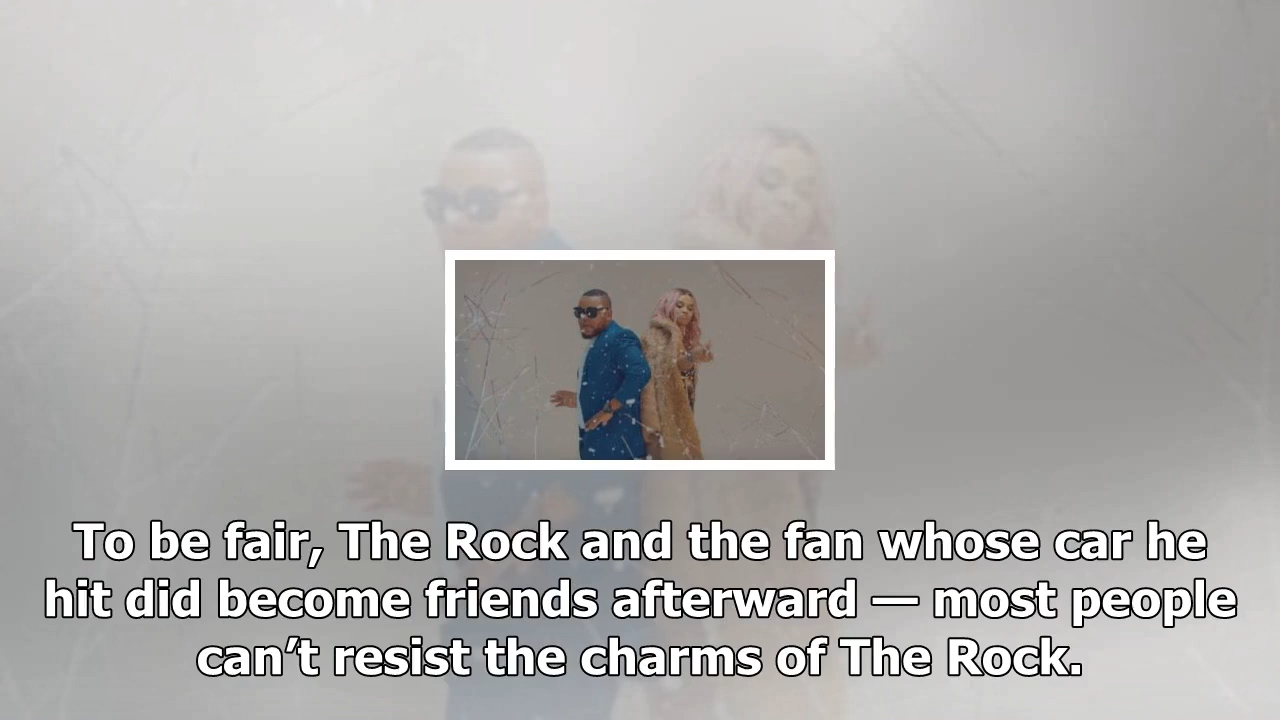 To be fair, The Rock and the fan whose car he
hit did become friends afterward — most people
can’t resist the charms of The Rock.